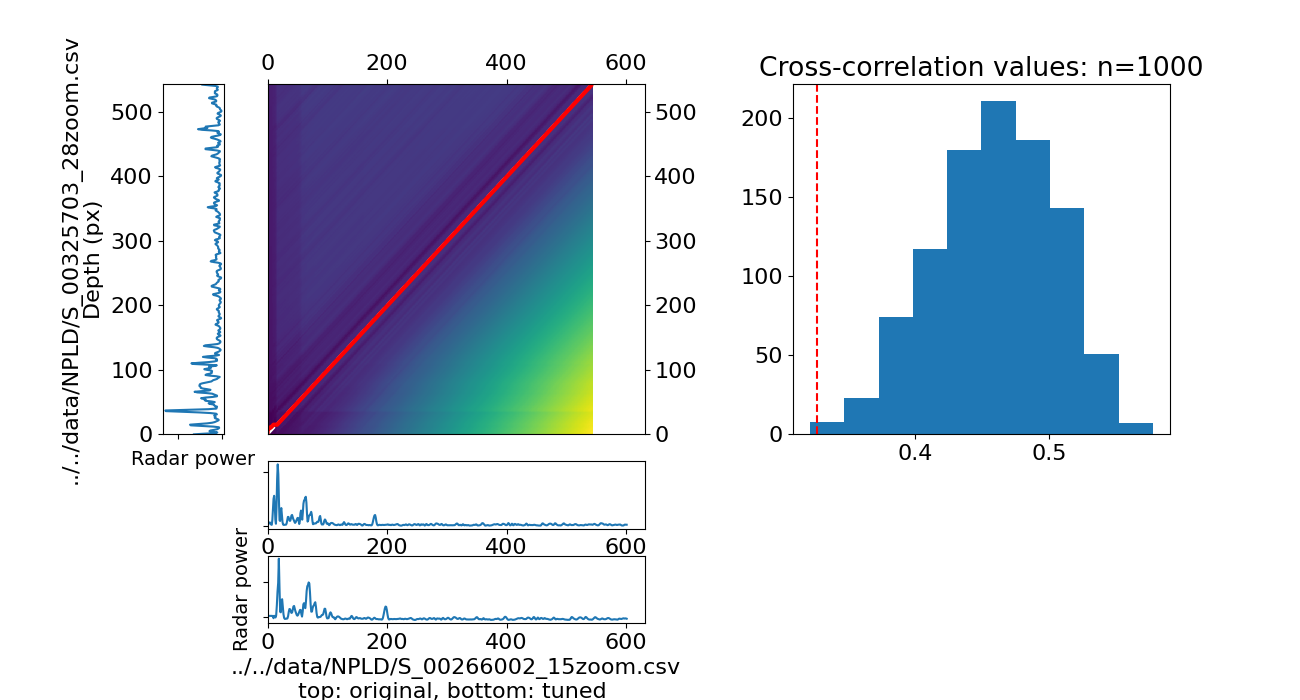 ../../data/NPLD/S_00325703_28zoom.csv
Depth (px)
500
400
300
200
100
0
Radar power
0 200 400 600
500
400
300
200
100
0
0 200 400 600
Radar power
0 200 400 600
../../data/NPLD/S_00266002_15zoom.csv
top: original, bottom: tuned
Cross-correlation values: n=1000
200
150
100
50
0
0.4 0.5